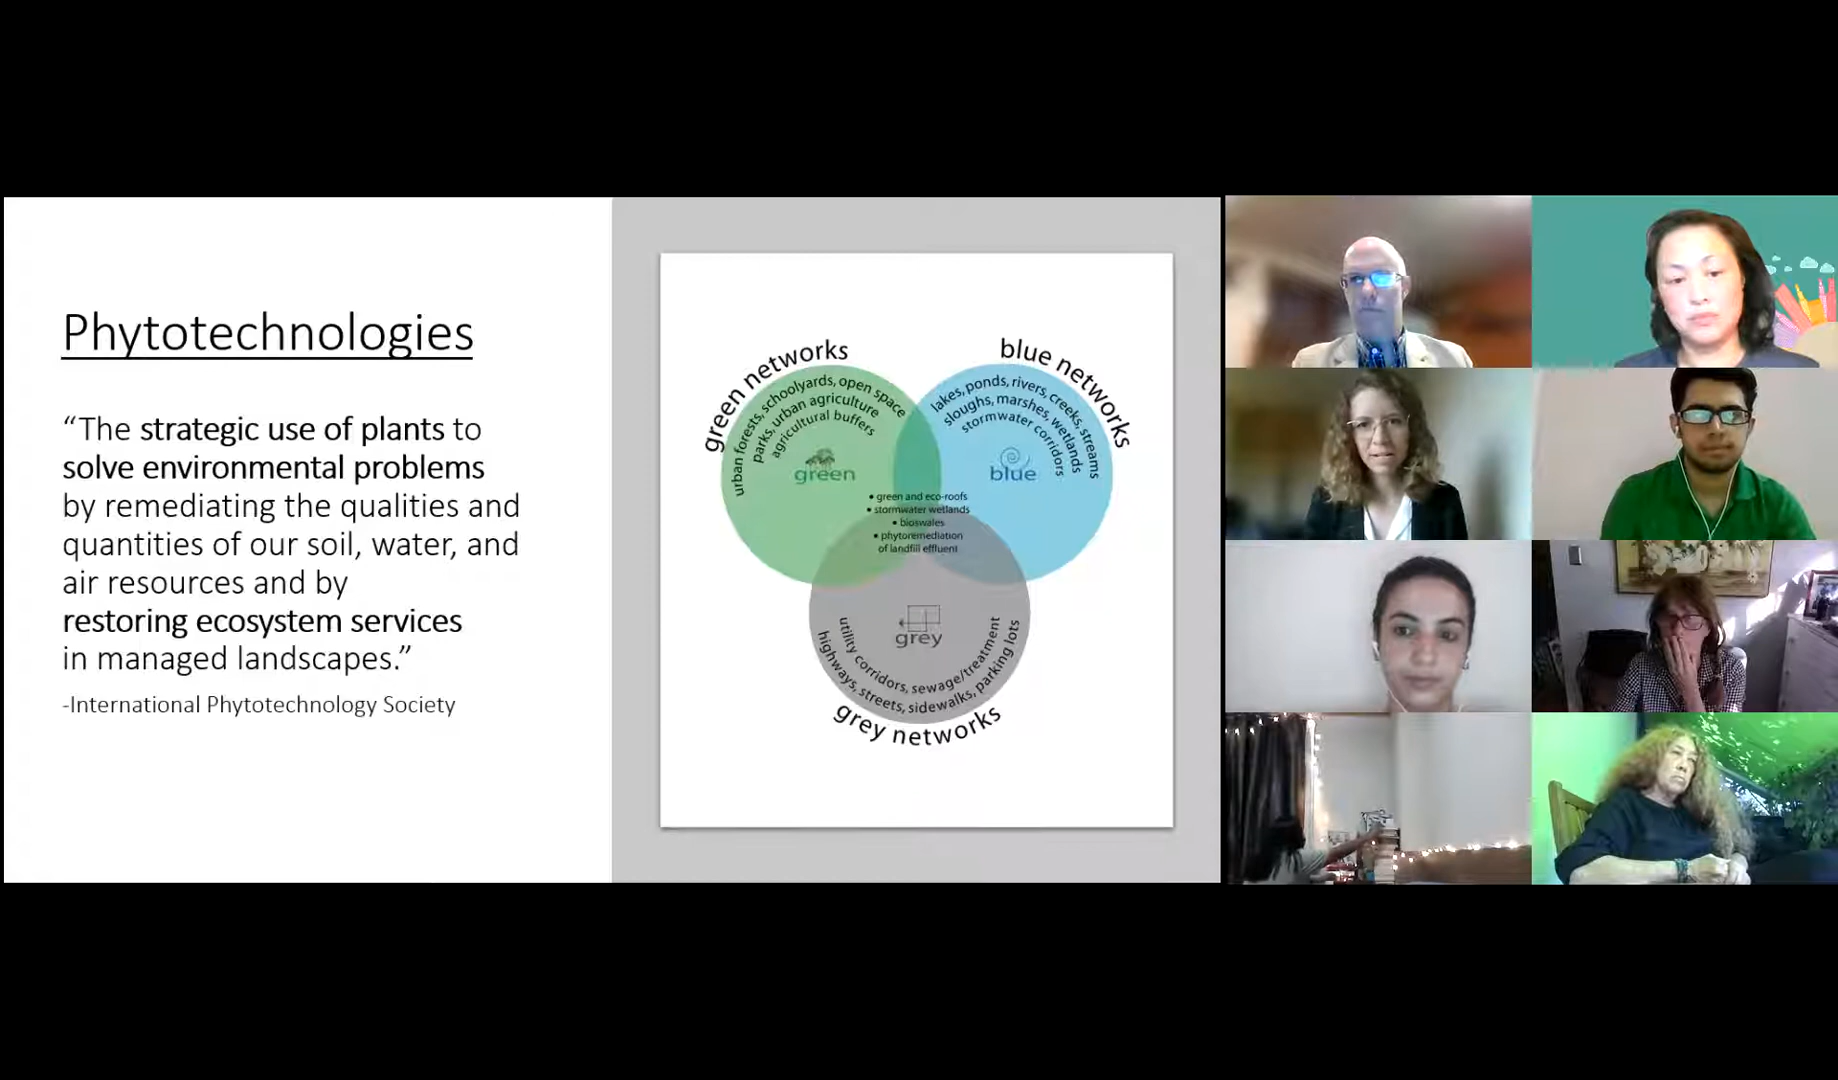 Phytotechnologies
“The strategic use of plants to
solve environmental problems
by remediating the qualities and
quantities of our soil, water, and
air resources and by
restoring ecosystem services
in managed landscapes.”
-International Phytotechnology Society
green networks
urban forests, schoolyards, open space
parks, urban agriculture
agricultural buffers
green
blue networks
lakes, ponds, rivers, creeks, streams
sloughs, marshes, wetlands
stormwater corridors
blue
• green and eco-roofs
• stormwater wetlands
• bioswales
• phytoremediation
of landfill effluent
grey
utility corridors, sewage/treatment
highways, streets, sidewalks, parking lots
grey networks